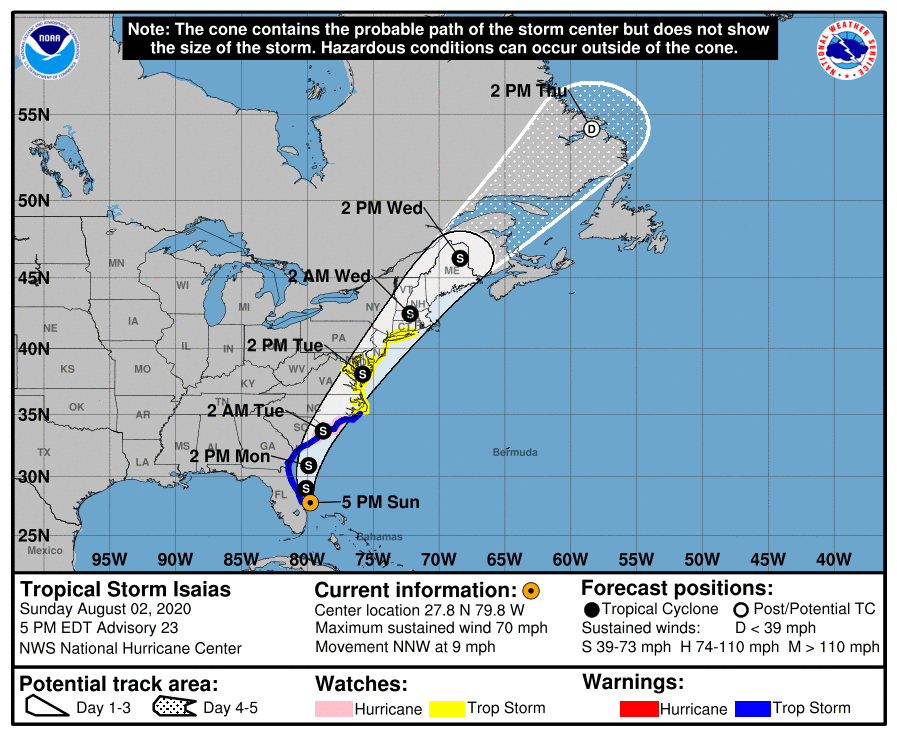 Note: The cone contains the probable path of the storm center but does not show
the size of the storm. Hazardous conditions can occur outside of the cone.
NOAA
NATIONAL WEATHER SERVICE
2 PM Thu
55N
50N
2 PM Wed
2 AM Wed
45N
MN
WI
MI
ME
VT
NH
NY
CT
NE
IA
IL
IN
PA
40N
2 PM Tue
KS
MO
KY
WV
VA
OK
AR
TN
NC
35N
2 AM Tue
SC
TX
LA
MS
AL
GA
2 PM Mon
Bermuda
30N
FL
5 PM Sun
25N
Mexico
Bahamas
95W 90W 85W 80W 75W 70W 65W 60W 55W 50W 45W 40W
S
S
S
S
S
S
D
Tropical Storm Isaias
Sunday August 02, 2020
5 PM EDT Advisory 23
NWS National Hurricane Center
Current information:
Center location 27.8 N 79.8 W
Maximum sustained wind 70 mph
Movement NNW at 9 mph
Forecast positions:
Tropical Cyclone Post/Potential TC
Sustained winds: D < 39 mph
S 39-73 mph H 74-110 mph M > 110 mph
Potential track area:
Day 1-3 Day 4-5
Watches:
Hurricane Trop Storm
Warnings:
Hurricane Trop Storm